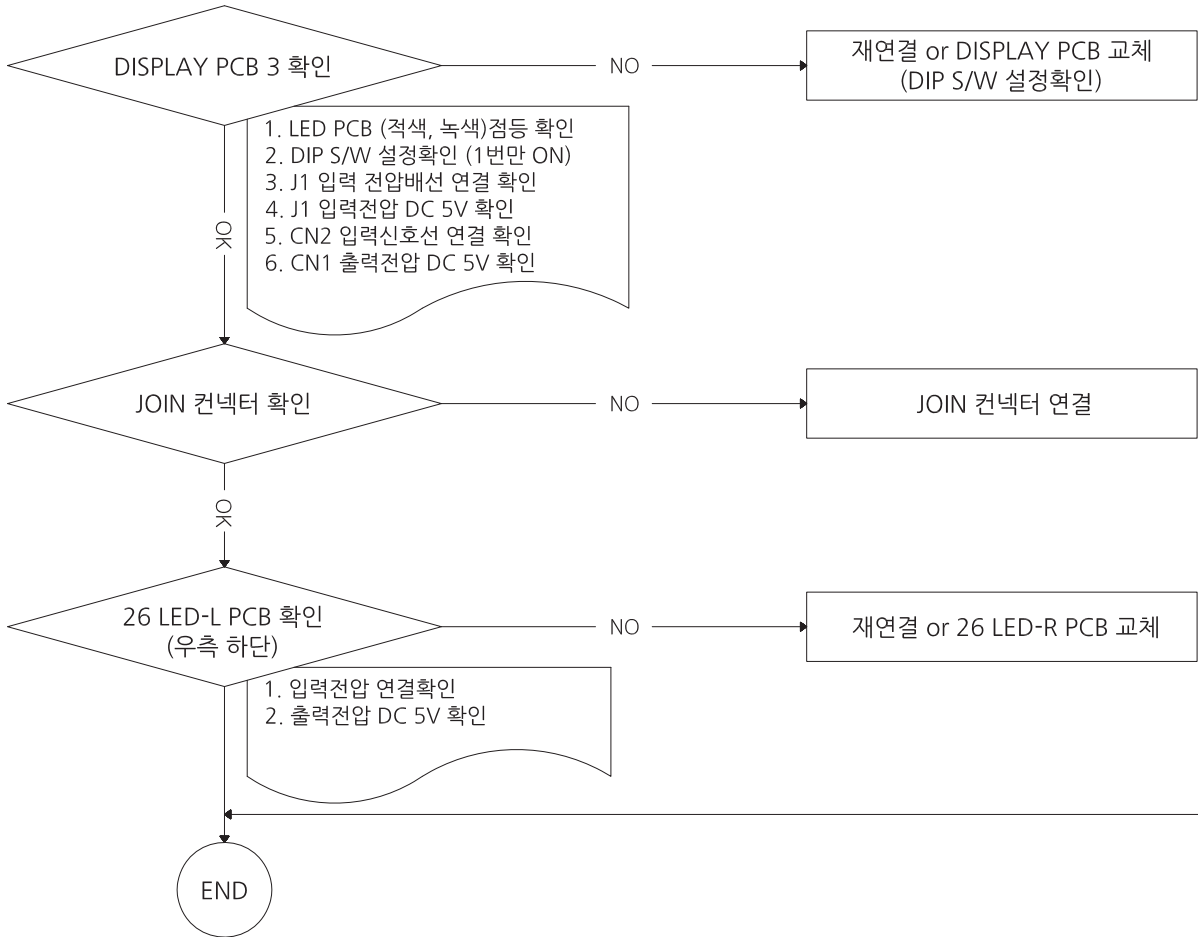 DISPLAY PCB 3 확인
NO
재연결 or DISPLAY PCB 교체
(DIP S/W 설정확인)
1. LED PCB (적색, 녹색)점등 확인
2. DIP S/W 설정확인 (1번만 ON)
3. J1 입력 전압배선 연결 확인
4. J1 입력전압 DC 5V 확인
5. CN2 입력신호선 연결 확인
6. CN1 출력전압 DC 5V 확인
OK
JOIN 컨넥터 확인
NO
JOIN 컨넥터 연결
OK
26 LED-L PCB 확인
(우측 하단)
NO
재연결 or 26 LED-R PCB 교체
1. 입력전압 연결확인
2. 출력전압 DC 5V 확인
END